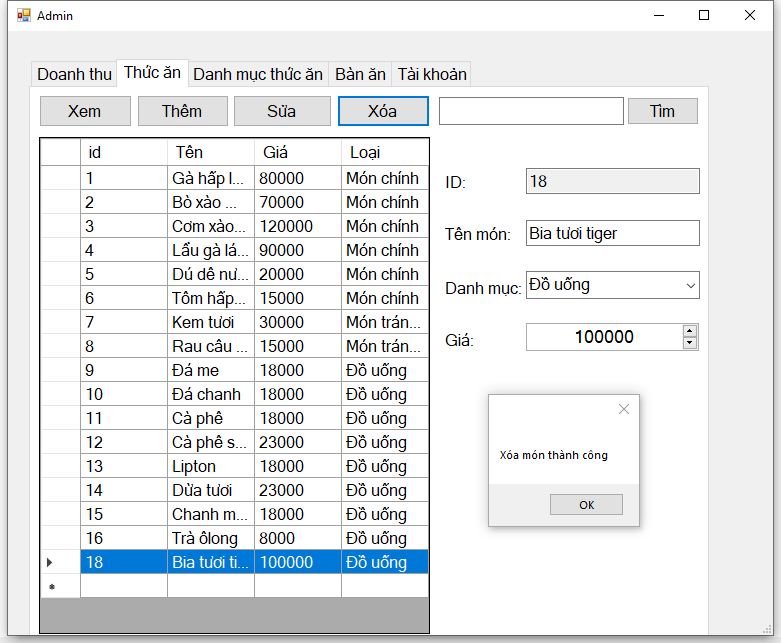 Admin
Doanh thu Thức ăn Danh mục thức ăn Bàn ăn Tài khoản
Xem Thêm Sửa Xóa Tìm
id Tên Giá Loại
1 Gà hấp l... 80000 Món chính
2 Bò xào ... 70000 Món chính
3 Cơm xào... 120000 Món chính
4 Lẩu gà lá... 90000 Món chính
5 Dú dê nư... 20000 Món chính
6 Tôm hấp... 15000 Món chính
7 Kem tươi 30000 Món trán...
8 Rau câu ... 15000 Món trán...
9 Đá me 18000 Đồ uống
10 Đá chanh 18000 Đồ uống
11 Cà phê 18000 Đồ uống
12 Cà phê s... 23000 Đồ uống
13 Lipton 18000 Đồ uống
14 Dừa tươi 23000 Đồ uống
15 Chanh m... 18000 Đồ uống
16 Trà ôlong 8000 Đồ uống
18 Bia tươi ti... 100000 Đồ uống
ID: 18
Tên món: Bia tươi tiger
Danh mục: Đồ uống
Giá: 100000
Xóa món thành công
OK